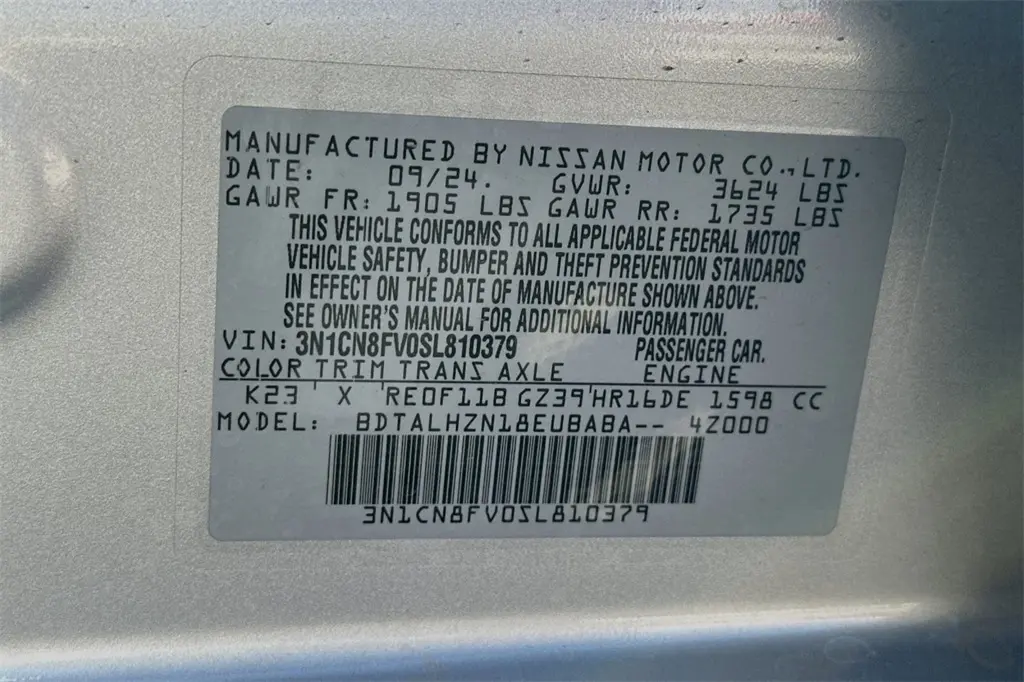 MANUFACTURED BY NISSAN MOTOR CO.,LTD.
DATE: 09/24. GVWR: 3624 LBS
GAWR FR: 1905 LBS GAWR RR: 1735 LBS
THIS VEHICLE CONFORMS TO ALL APPLICABLE FEDERAL MOTOR
VEHICLE SAFETY, BUMPER AND THEFT PREVENTION STANDARDS
IN EFFECT ON THE DATE OF MANUFACTURE SHOWN ABOVE.
SEE OWNER'S MANUAL FOR ADDITIONAL INFORMATION.
VIN: 3N1CN8FV0SL810379 PASSENGER CAR.
COLOR TRIM TRANS AXLE ENGINE
K23 ' X ' RE0F11B GZ39'HR16DE 1598 CC
MODEL: BDTALHZN18EUBABA-- 4Z000
3N1CN8FV0SL810379